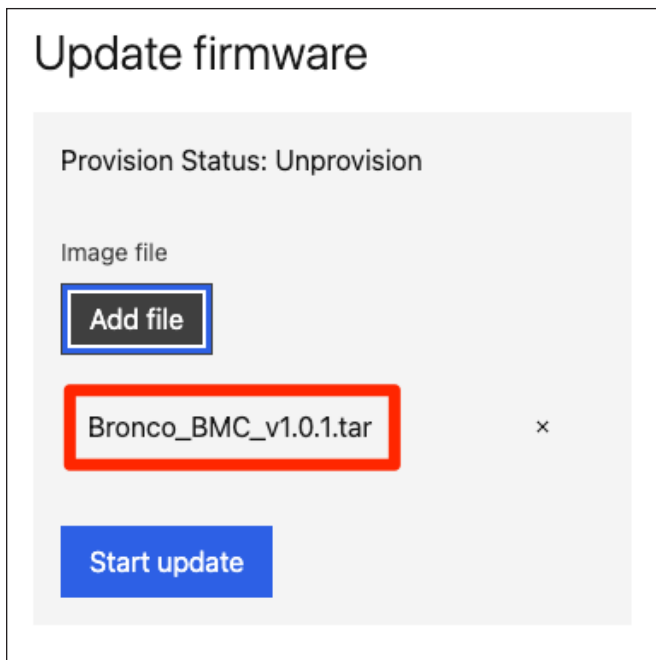 Update firmware
Provision Status: Unprovision
Image file
Add file
Bronco_BMC_v1.0.1.tar ×
Start update